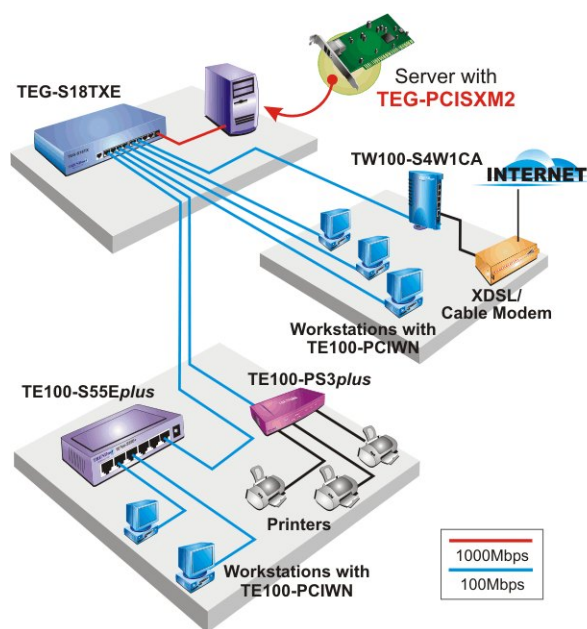 TEG-S18TXE
Server with
TEG-PCISXM2
TW100-S4W1CA
INTERNET
XDSL/
Cable Modem
Workstations with
TE100-PCIWN
TE100-S55Eplus
TE100-PS3plus
Printers
Workstations with
TE100-PCIWN
1000Mbps
100Mbps